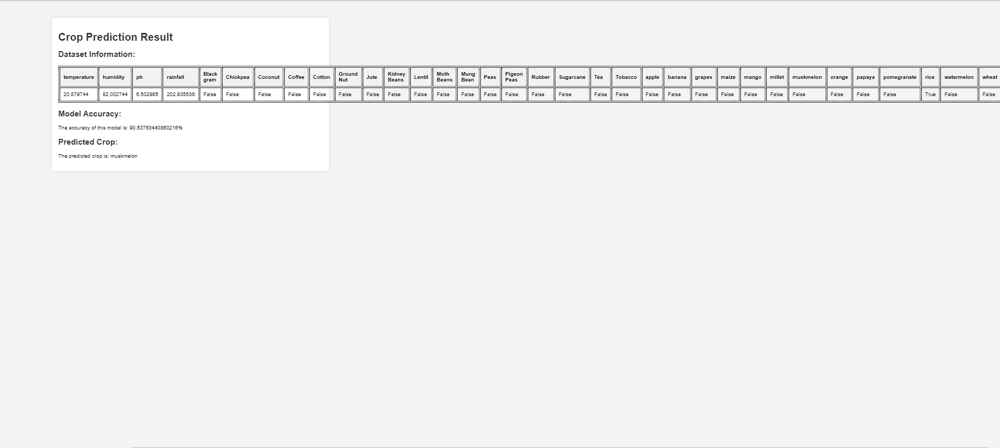 Crop Prediction Result
Dataset Information:
temperature humidity ph rainfall Black gram Chickpea Coconut Coffee Cotton Ground Nut Jute Kidney Beans Lentil Moth Beans Mung Bean Peas Pigeon Peas Rubber Sugarcane Tea Tobacco apple banana grapes maize mango millet muskmelon orange papaya pomegranate rice watermelon wheat
20.879744 82.002744 6.502985 202.935536 False False False False False False False False False False False False False False False False False False False False False False False False False False False True False False
Model Accuracy:
The accuracy of this model is: 90.53763440860216%
Predicted Crop:
The predicted crop is: muskmelon